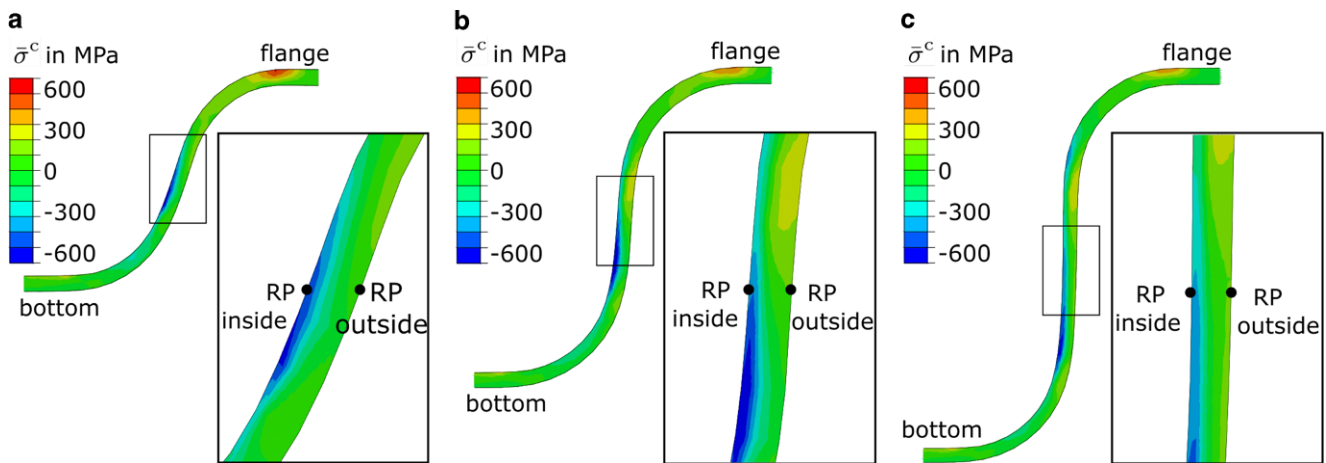 a
σ̄ᶜ in MPa
600
300
0
-300
-600
flange
bottom
RP
inside
RP
outside
b
σ̄ᶜ in MPa
600
300
0
-300
-600
flange
bottom
RP
inside
RP
outside
c
σ̄ᶜ in MPa
600
300
0
-300
-600
flange
bottom
RP
inside
RP
outside